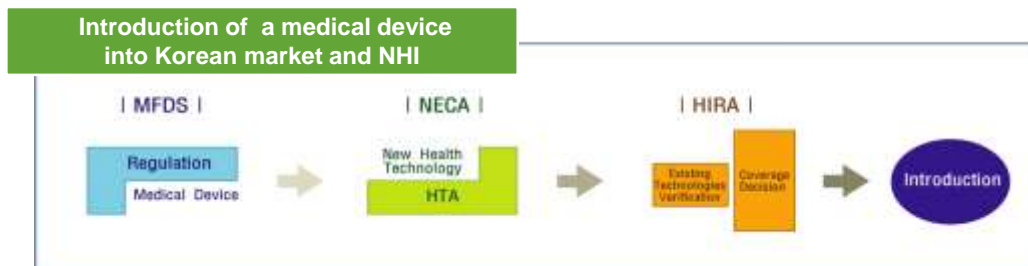 Introduction of a medical device
into Korean market and NHI
| MFDS |
| NECA |
| HIRA |
Regulation
Medical Device
New Health
Technology
HTA
Existing
Technologies
Verification
Coverage
Decision
Introduction